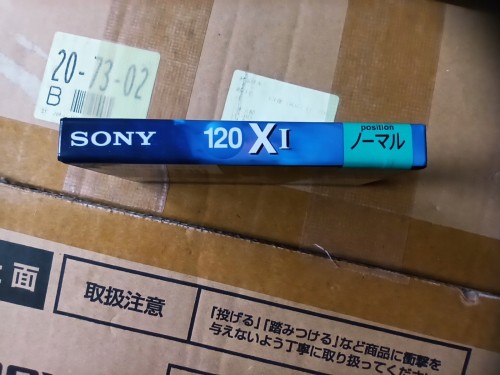 20-73-02
B
SONY 120 XI position ノーマル
面
取扱注意
「投げる」「踏みつける」など商品に衝撃を
与えないよう丁寧に取り扱ってくださ